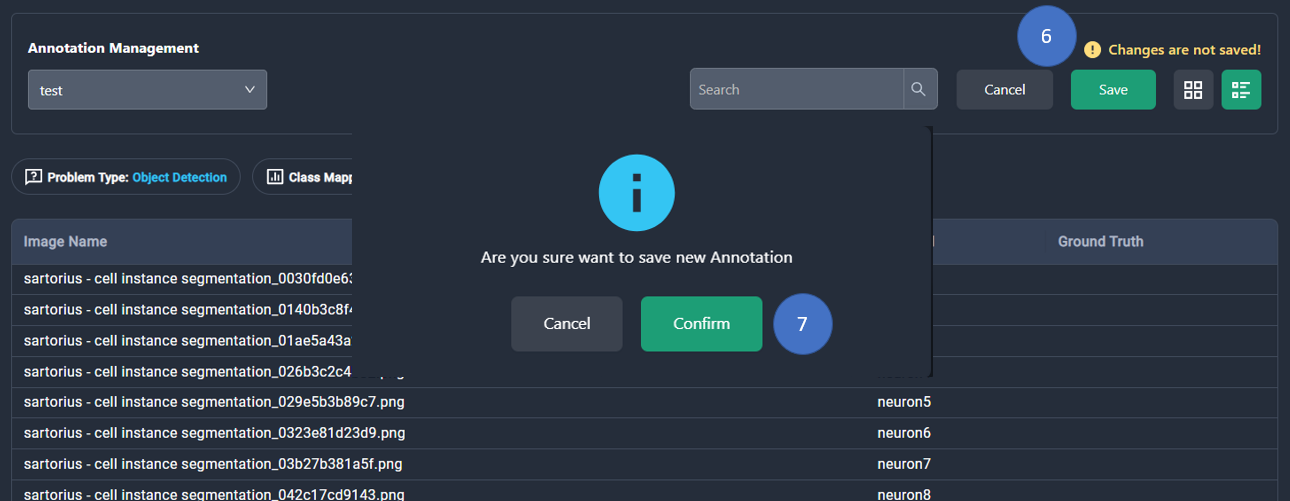 6
Changes are not saved!
Annotation Management
test
Search
Cancel
Save
Problem Type: Object Detection
Class Mapp
Are you sure want to save new Annotation
Cancel
Confirm
7
Image Name
Ground Truth
sartorius - cell instance segmentation_0030fd0e63
sartorius - cell instance segmentation_0140b3c8f4
sartorius - cell instance segmentation_01ae5a43a
sartorius - cell instance segmentation_026b3c2c4
sartorius - cell instance segmentation_029e5b3b89c7.png neuron5
sartorius - cell instance segmentation_0323e81d23d9.png neuron6
sartorius - cell instance segmentation_03b27b381a5f.png neuron7
sartorius - cell instance segmentation_042c17cd9143.png neuron8